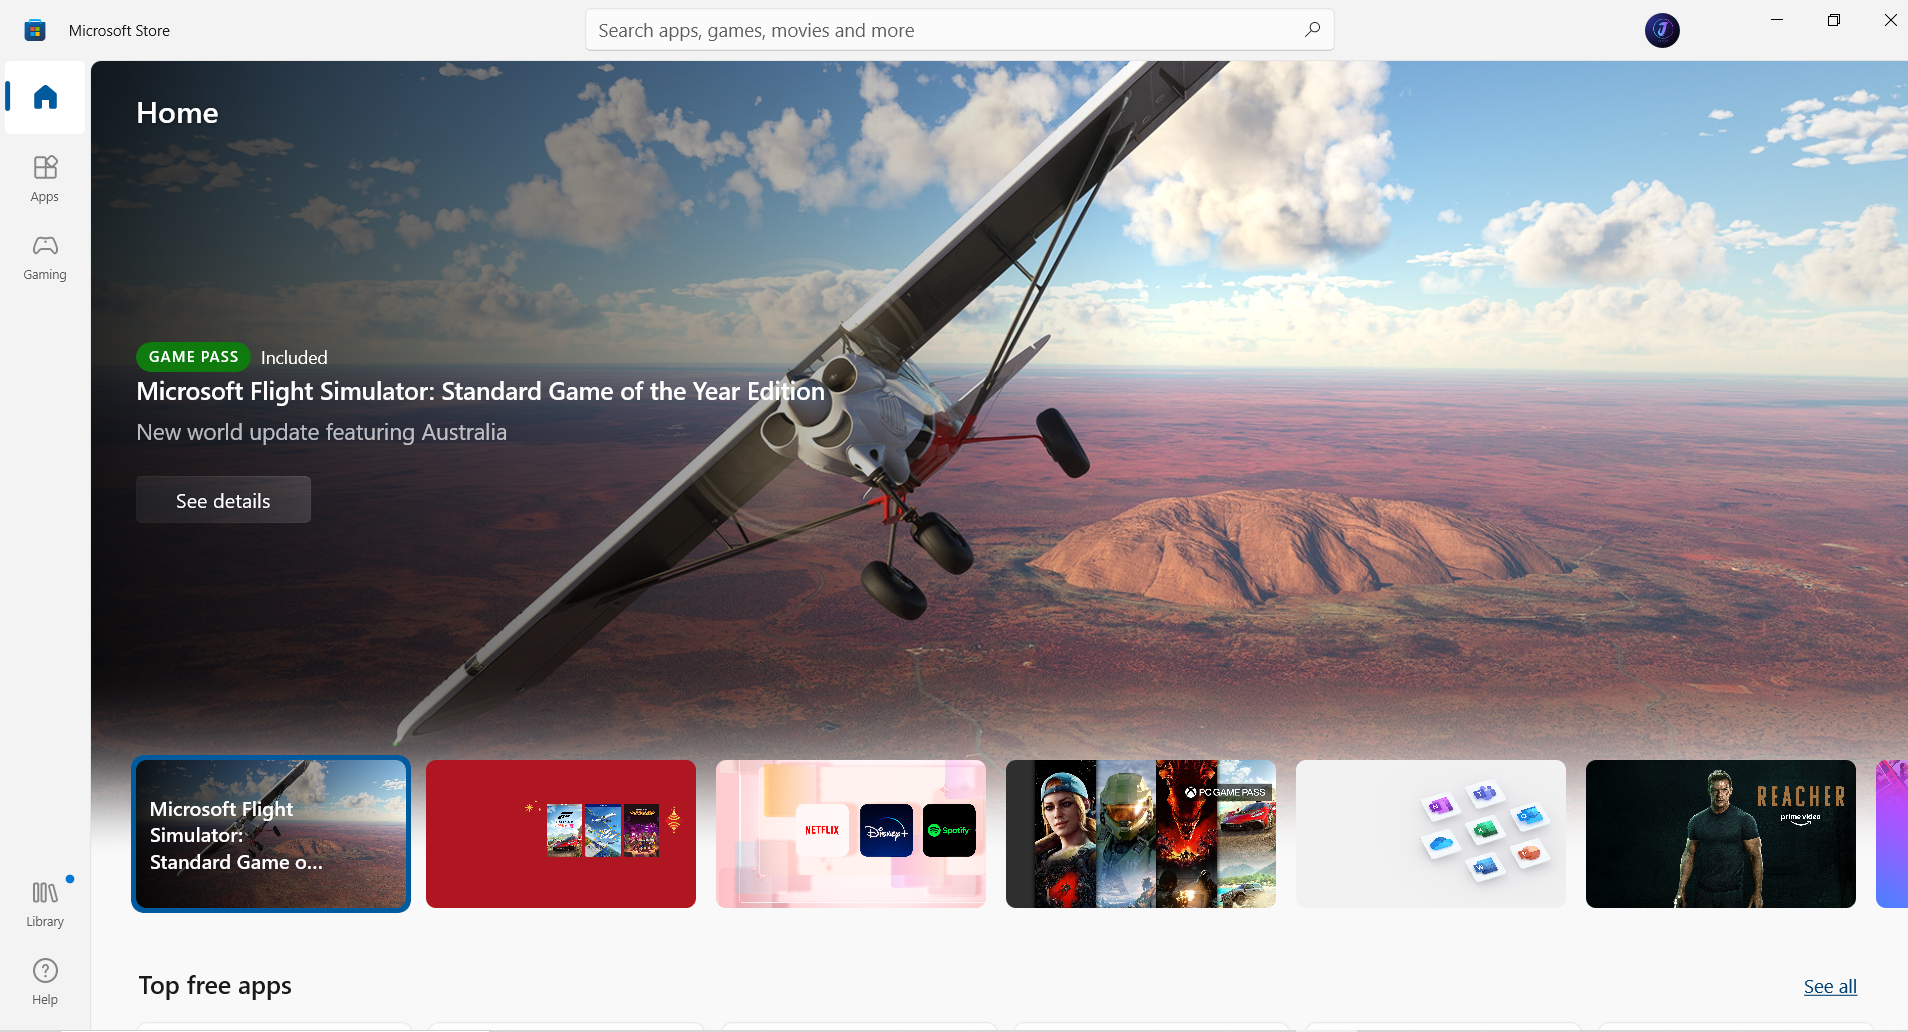 Microsoft Store
Search apps, games, movies and more
Home
Apps
Gaming
GAME PASS Included
Microsoft Flight Simulator: Standard Game of the Year Edition
New world update featuring Australia
See details
Microsoft Flight
Simulator:
Standard Game o...
NETFLIX
Disney+
Spotify
PC GAME PASS
REACHER
prime video
Library
Help
Top free apps
See all